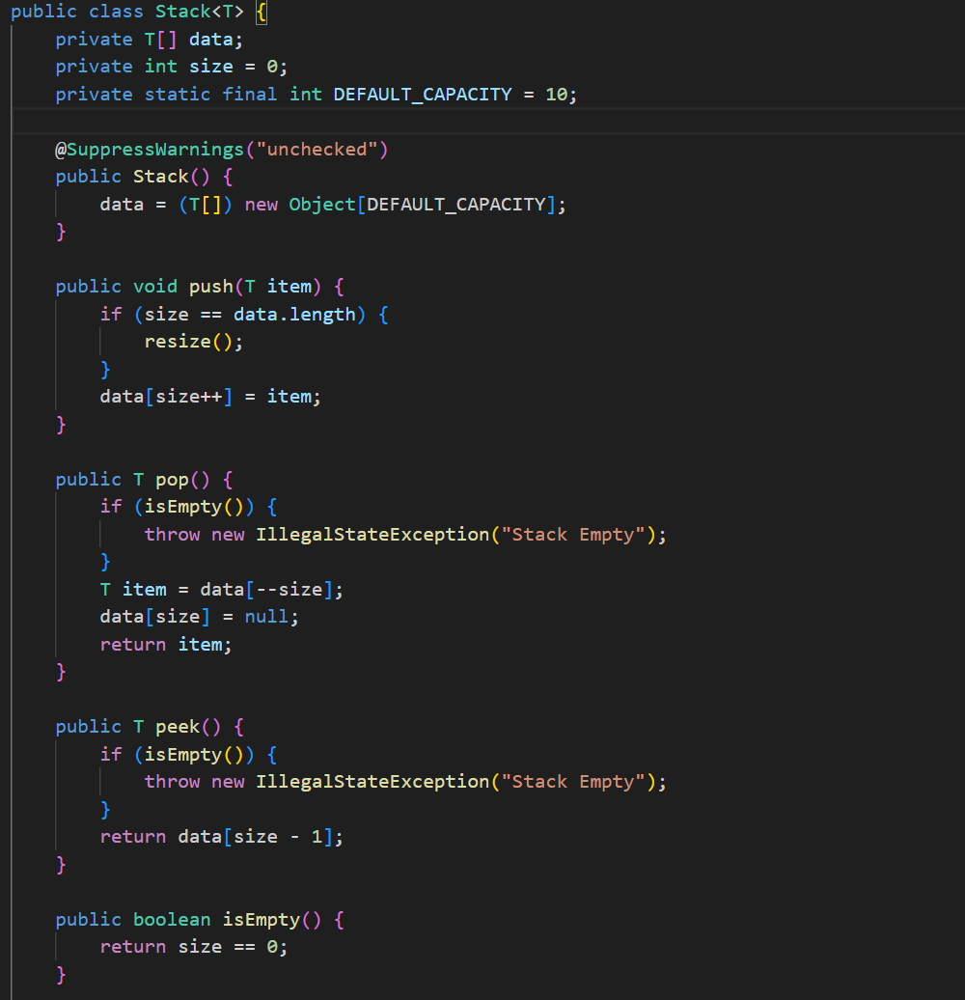 public class Stack<T> {
    private T[] data;
    private int size = 0;
    private static final int DEFAULT_CAPACITY = 10;

    @SuppressWarnings("unchecked")
    public Stack() {
        data = (T[]) new Object[DEFAULT_CAPACITY];
    }

    public void push(T item) {
        if (size == data.length) {
            resize();
        }
        data[size++] = item;
    }

    public T pop() {
        if (isEmpty()) {
            throw new IllegalStateException("Stack Empty");
        }
        T item = data[--size];
        data[size] = null;
        return item;
    }

    public T peek() {
        if (isEmpty()) {
            throw new IllegalStateException("Stack Empty");
        }
        return data[size - 1];
    }

    public boolean isEmpty() {
        return size == 0;
    }